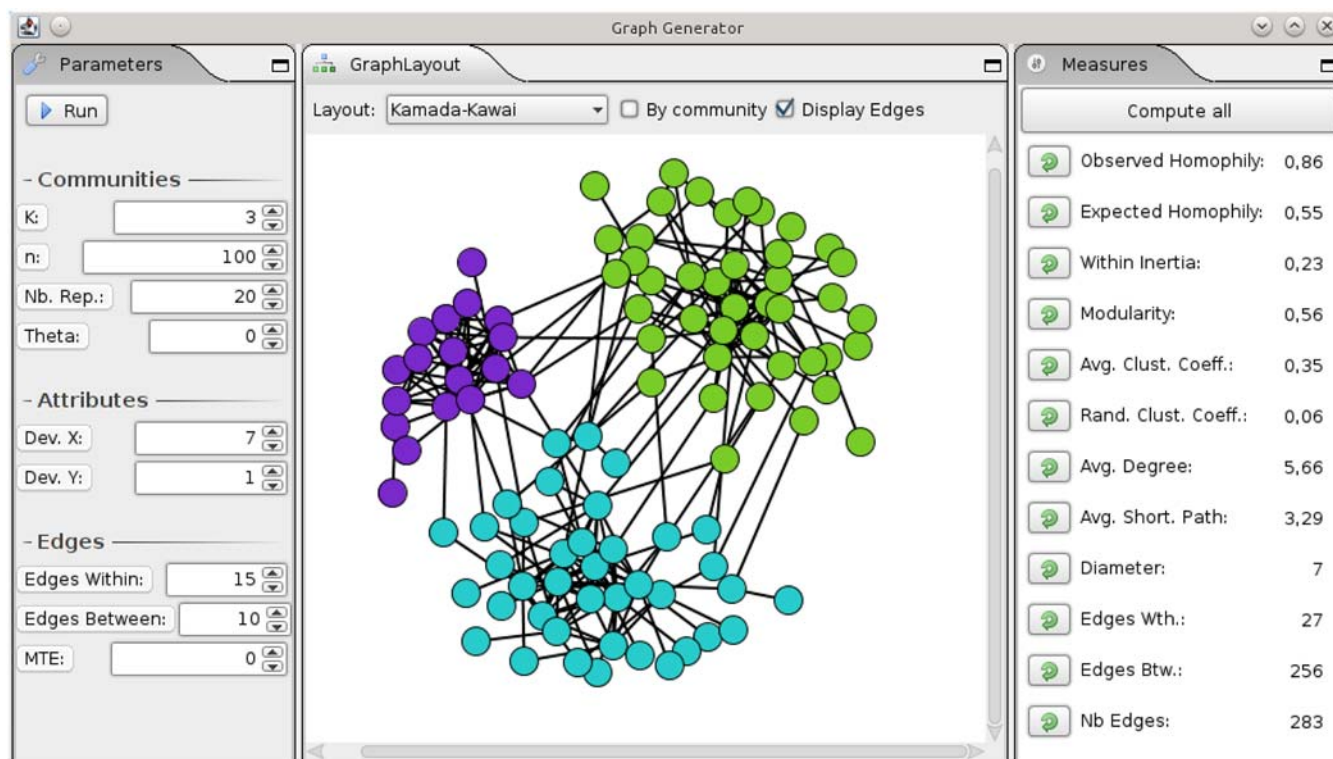 Graph Generator
Parameters
Run
Communities
K: 3
n: 100
Nb. Rep.: 20
Theta: 0
Attributes
Dev. X: 7
Dev. Y: 1
Edges
Edges Within: 15
Edges Between: 10
MTE: 0
GraphLayout
Layout: Kamada-Kawai By community Display Edges
Measures
Compute all
Observed Homophily: 0,86
Expected Homophily: 0,55
Within Inertia: 0,23
Modularity: 0,56
Avg. Clust. Coeff.: 0,35
Rand. Clust. Coeff.: 0,06
Avg. Degree: 5,66
Avg. Short. Path: 3,29
Diameter: 7
Edges Wth.: 27
Edges Btw.: 256
Nb Edges: 283